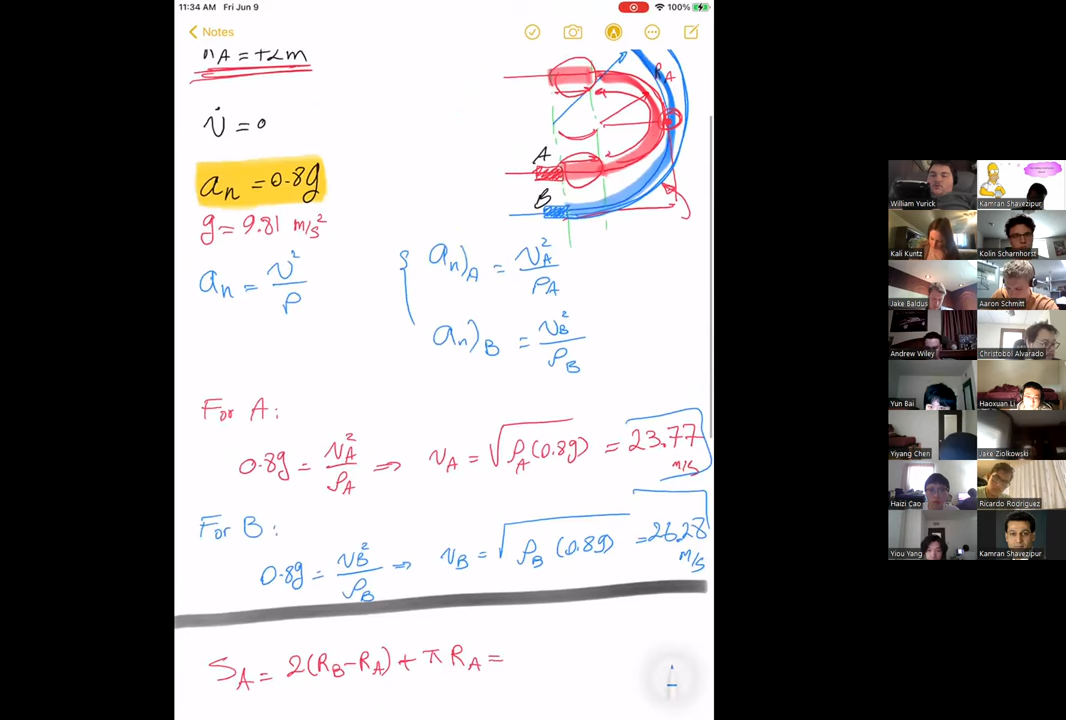 11:34 AM Fri Jun 9
100%
Notes
ṅ = 0
aₙ = 0.8g
g = 9.81 m/s²
aₙ = v²/ρ
aₙ)A = vA²/ρA
aₙ)B = vB²/ρB
A
B
RA
For A:
0.8g = vA²/ρA ⇒ vA = √ρA(0.8g) = 23.77 m/s
For B:
0.8g = vB²/ρB ⇒ vB = √ρB (0.8g) = 26.28 m/s
SA = 2(RB-RA) + πRA =
William Yurick
Kamran Shavezipur
Kali Kuntz
Kolin Scharnhorst
Jake Baldus
Aaron Schmitt
Andrew Wiley
Christobol Alvarado
Yun Bai
Haoxuan Li
Yiyang Chen
Jake Ziolkowski
Haizi Cao
Ricardo Rodriguez
Yiou Yang
Kamran Shavezipur